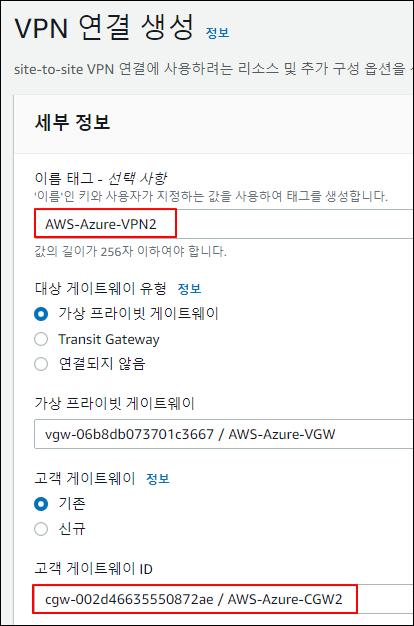 VPN 연결 생성 정보
site-to-site VPN 연결에 사용하려는 리소스 및 추가 구성 옵션을
세부 정보
이름 태그 - 선택 사항
'이름'인 키와 사용자가 지정하는 값을 사용하여 태그를 생성합니다.
AWS-Azure-VPN2
값의 길이가 256자 이하여야 합니다.
대상 게이트웨이 유형 정보
가상 프라이빗 게이트웨이
Transit Gateway
연결되지 않음
가상 프라이빗 게이트웨이
vgw-06b8db073701c3667 / AWS-Azure-VGW
고객 게이트웨이 정보
기존
신규
고객 게이트웨이 ID
cgw-002d46635550872ae / AWS-Azure-CGW2